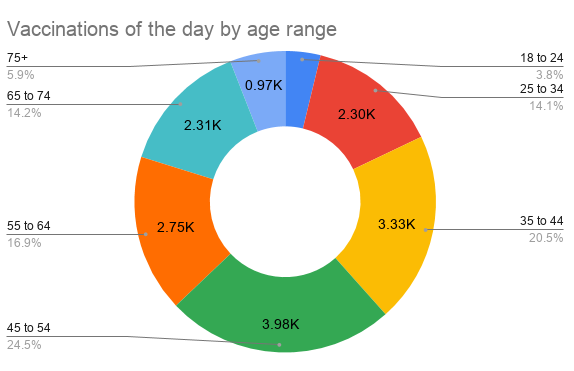 Vaccinations of the day by age range
75+
5.9%
18 to 24
3.8%
65 to 74
14.2%
25 to 34
14.1%
0.97K
2.31K
2.30K
55 to 64
16.9%
2.75K
3.33K
35 to 44
20.5%
45 to 54
24.5%
3.98K